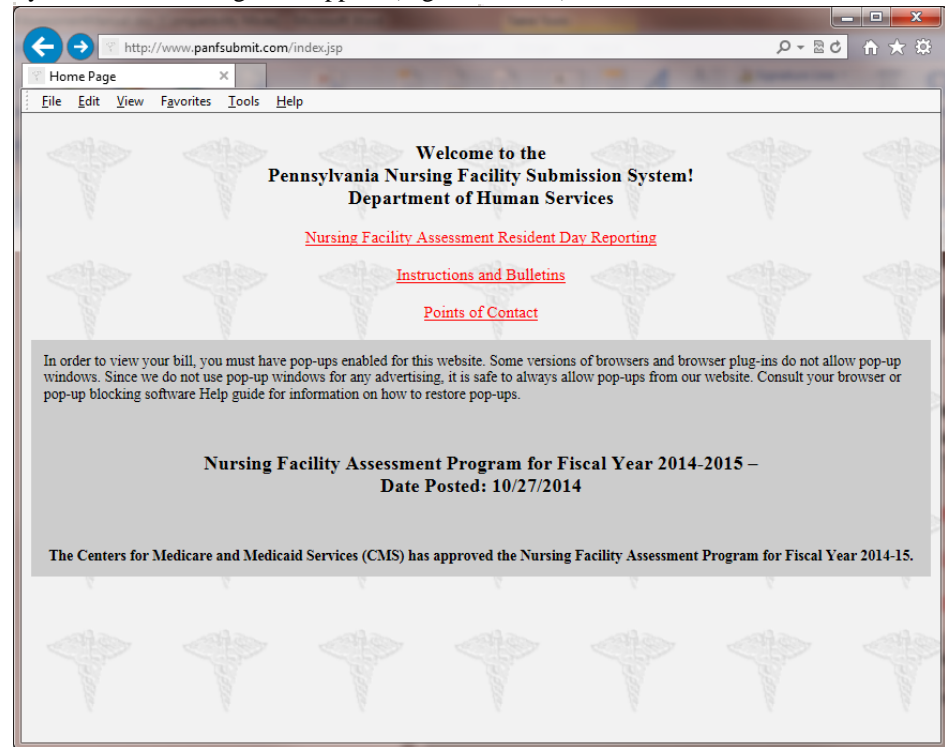 http://www.panfsubmit.com/index.jsp
Home Page
File Edit View Favorites Tools Help
Welcome to the
Pennsylvania Nursing Facility Submission System!
Department of Human Services
Nursing Facility Assessment Resident Day Reporting
Instructions and Bulletins
Points of Contact
In order to view your bill, you must have pop-ups enabled for this website. Some versions of browsers and browser plug-ins do not allow pop-up
windows. Since we do not use pop-up windows for any advertising, it is safe to always allow pop-ups from our website. Consult your browser or
pop-up blocking software Help guide for information on how to restore pop-ups.
Nursing Facility Assessment Program for Fiscal Year 2014-2015 –
Date Posted: 10/27/2014
The Centers for Medicare and Medicaid Services (CMS) has approved the Nursing Facility Assessment Program for Fiscal Year 2014-15.